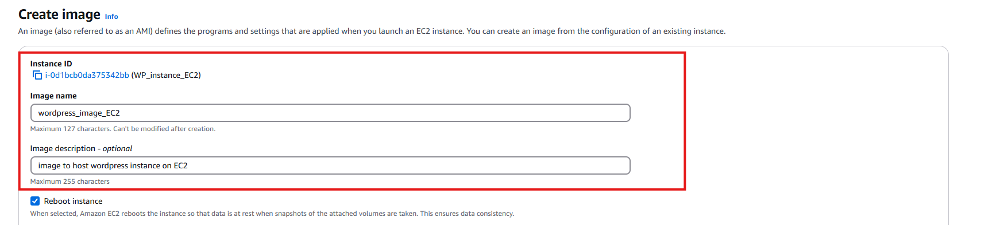 Create image Info
An image (also referred to as an AMI) defines the programs and settings that are applied when you launch an EC2 instance. You can create an image from the configuration of an existing instance.
Instance ID
i-0d1bcb0da375342bb (WP_instance_EC2)
Image name
wordpress_image_EC2
Maximum 127 characters. Can't be modified after creation.
Image description - optional
image to host wordpress instance on EC2
Maximum 255 characters
Reboot instance
When selected, Amazon EC2 reboots the instance so that data is at rest when snapshots of the attached volumes are taken. This ensures data consistency.